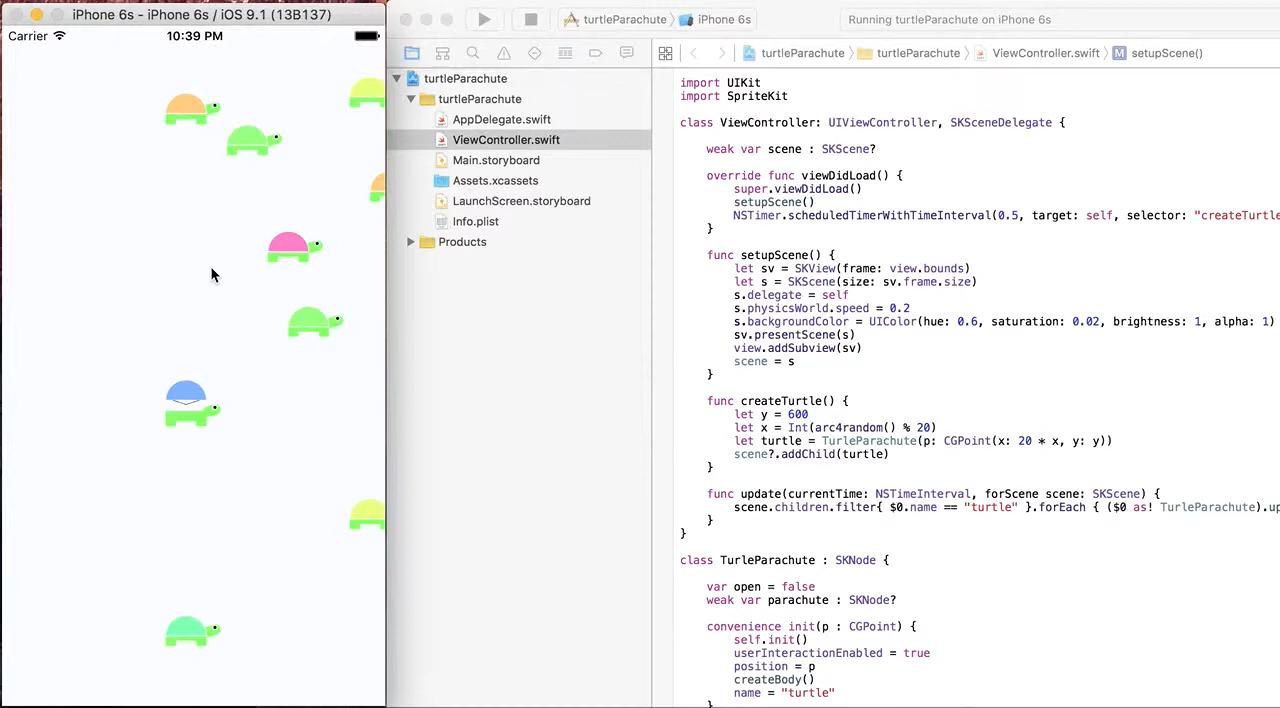 iPhone 6s - iPhone 6s / iOS 9.1 (13B137)
Carrier
10:39 PM
turtleParachute
iPhone 6s
Running turtleParachute on iPhone 6s
turtleParachute
turtleParachute
ViewController.swift
M
setupScene()
turtleParachute
turtleParachute
AppDelegate.swift
ViewController.swift
Main.storyboard
Assets.xcassets
LaunchScreen.storyboard
Info.plist
Products
import UIKit
import SpriteKit
class ViewController: UIViewController, SKSceneDelegate {
weak var scene : SKScene?
override func viewDidLoad() {
super.viewDidLoad()
setupScene()
NSTimer.scheduledTimerWithTimeInterval(0.5, target: self, selector: "createTurtle
}
func setupScene() {
let sv = SKView(frame: view.bounds)
let s = SKScene(size: sv.frame.size)
s.delegate = self
s.physicsWorld.speed = 0.2
s.backgroundColor = UIColor(hue: 0.6, saturation: 0.02, brightness: 1, alpha: 1)
sv.presentScene(s)
view.addSubview(sv)
scene = s
}
func createTurtle() {
let y = 600
let x = Int(arc4random() % 20)
let turtle = TurleParachute(p: CGPoint(x: 20 * x, y: y))
scene?.addChild(turtle)
}
func update(currentTime: NSTimeInterval, forScene scene: SKScene) {
scene.children.filter{ $0.name == "turtle" }.forEach { ($0 as! TurleParachute).up
}
}
class TurleParachute : SKNode {
var open = false
weak var parachute : SKNode?
convenience init(p : CGPoint) {
self.init()
userInteractionEnabled = true
position = p
createBody()
name = "turtle"
}